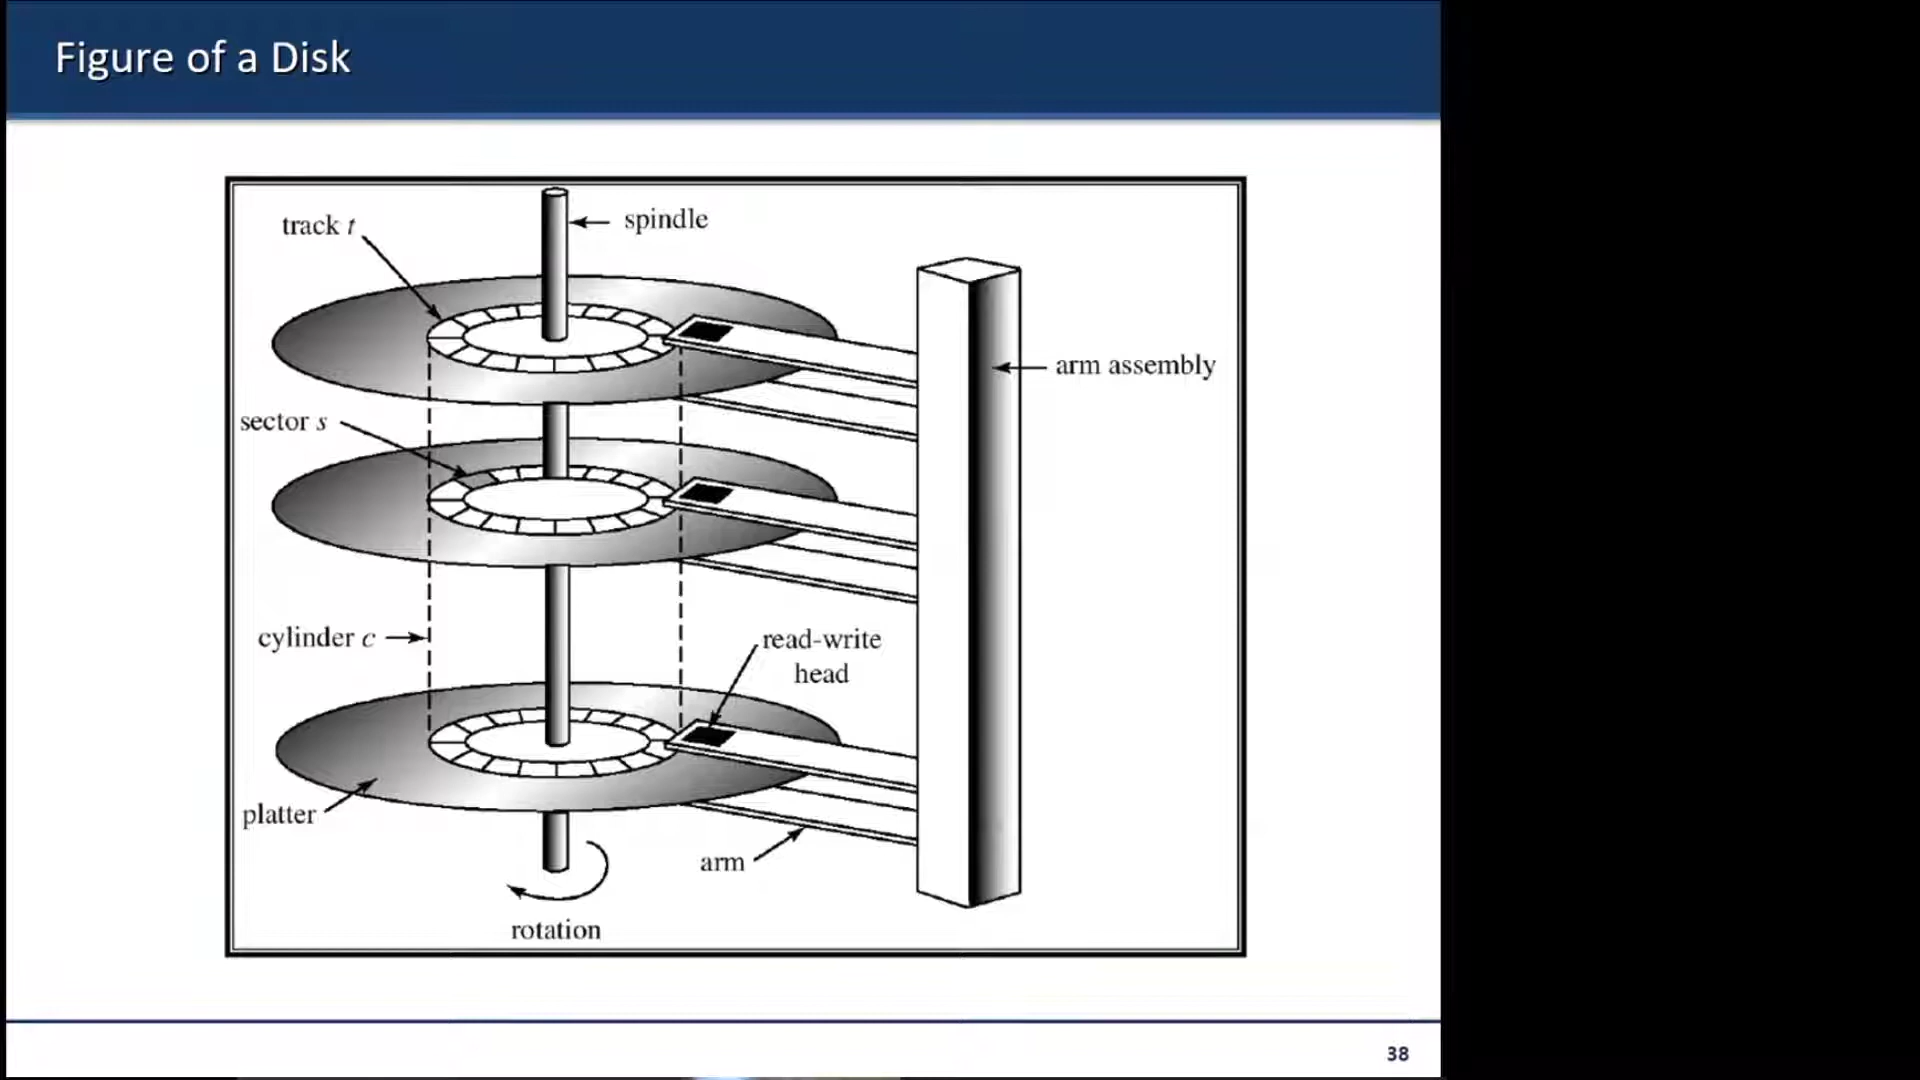 Figure of a Disk
track t
spindle
arm assembly
sector s
cylinder c
read-write
head
platter
arm
rotation
38